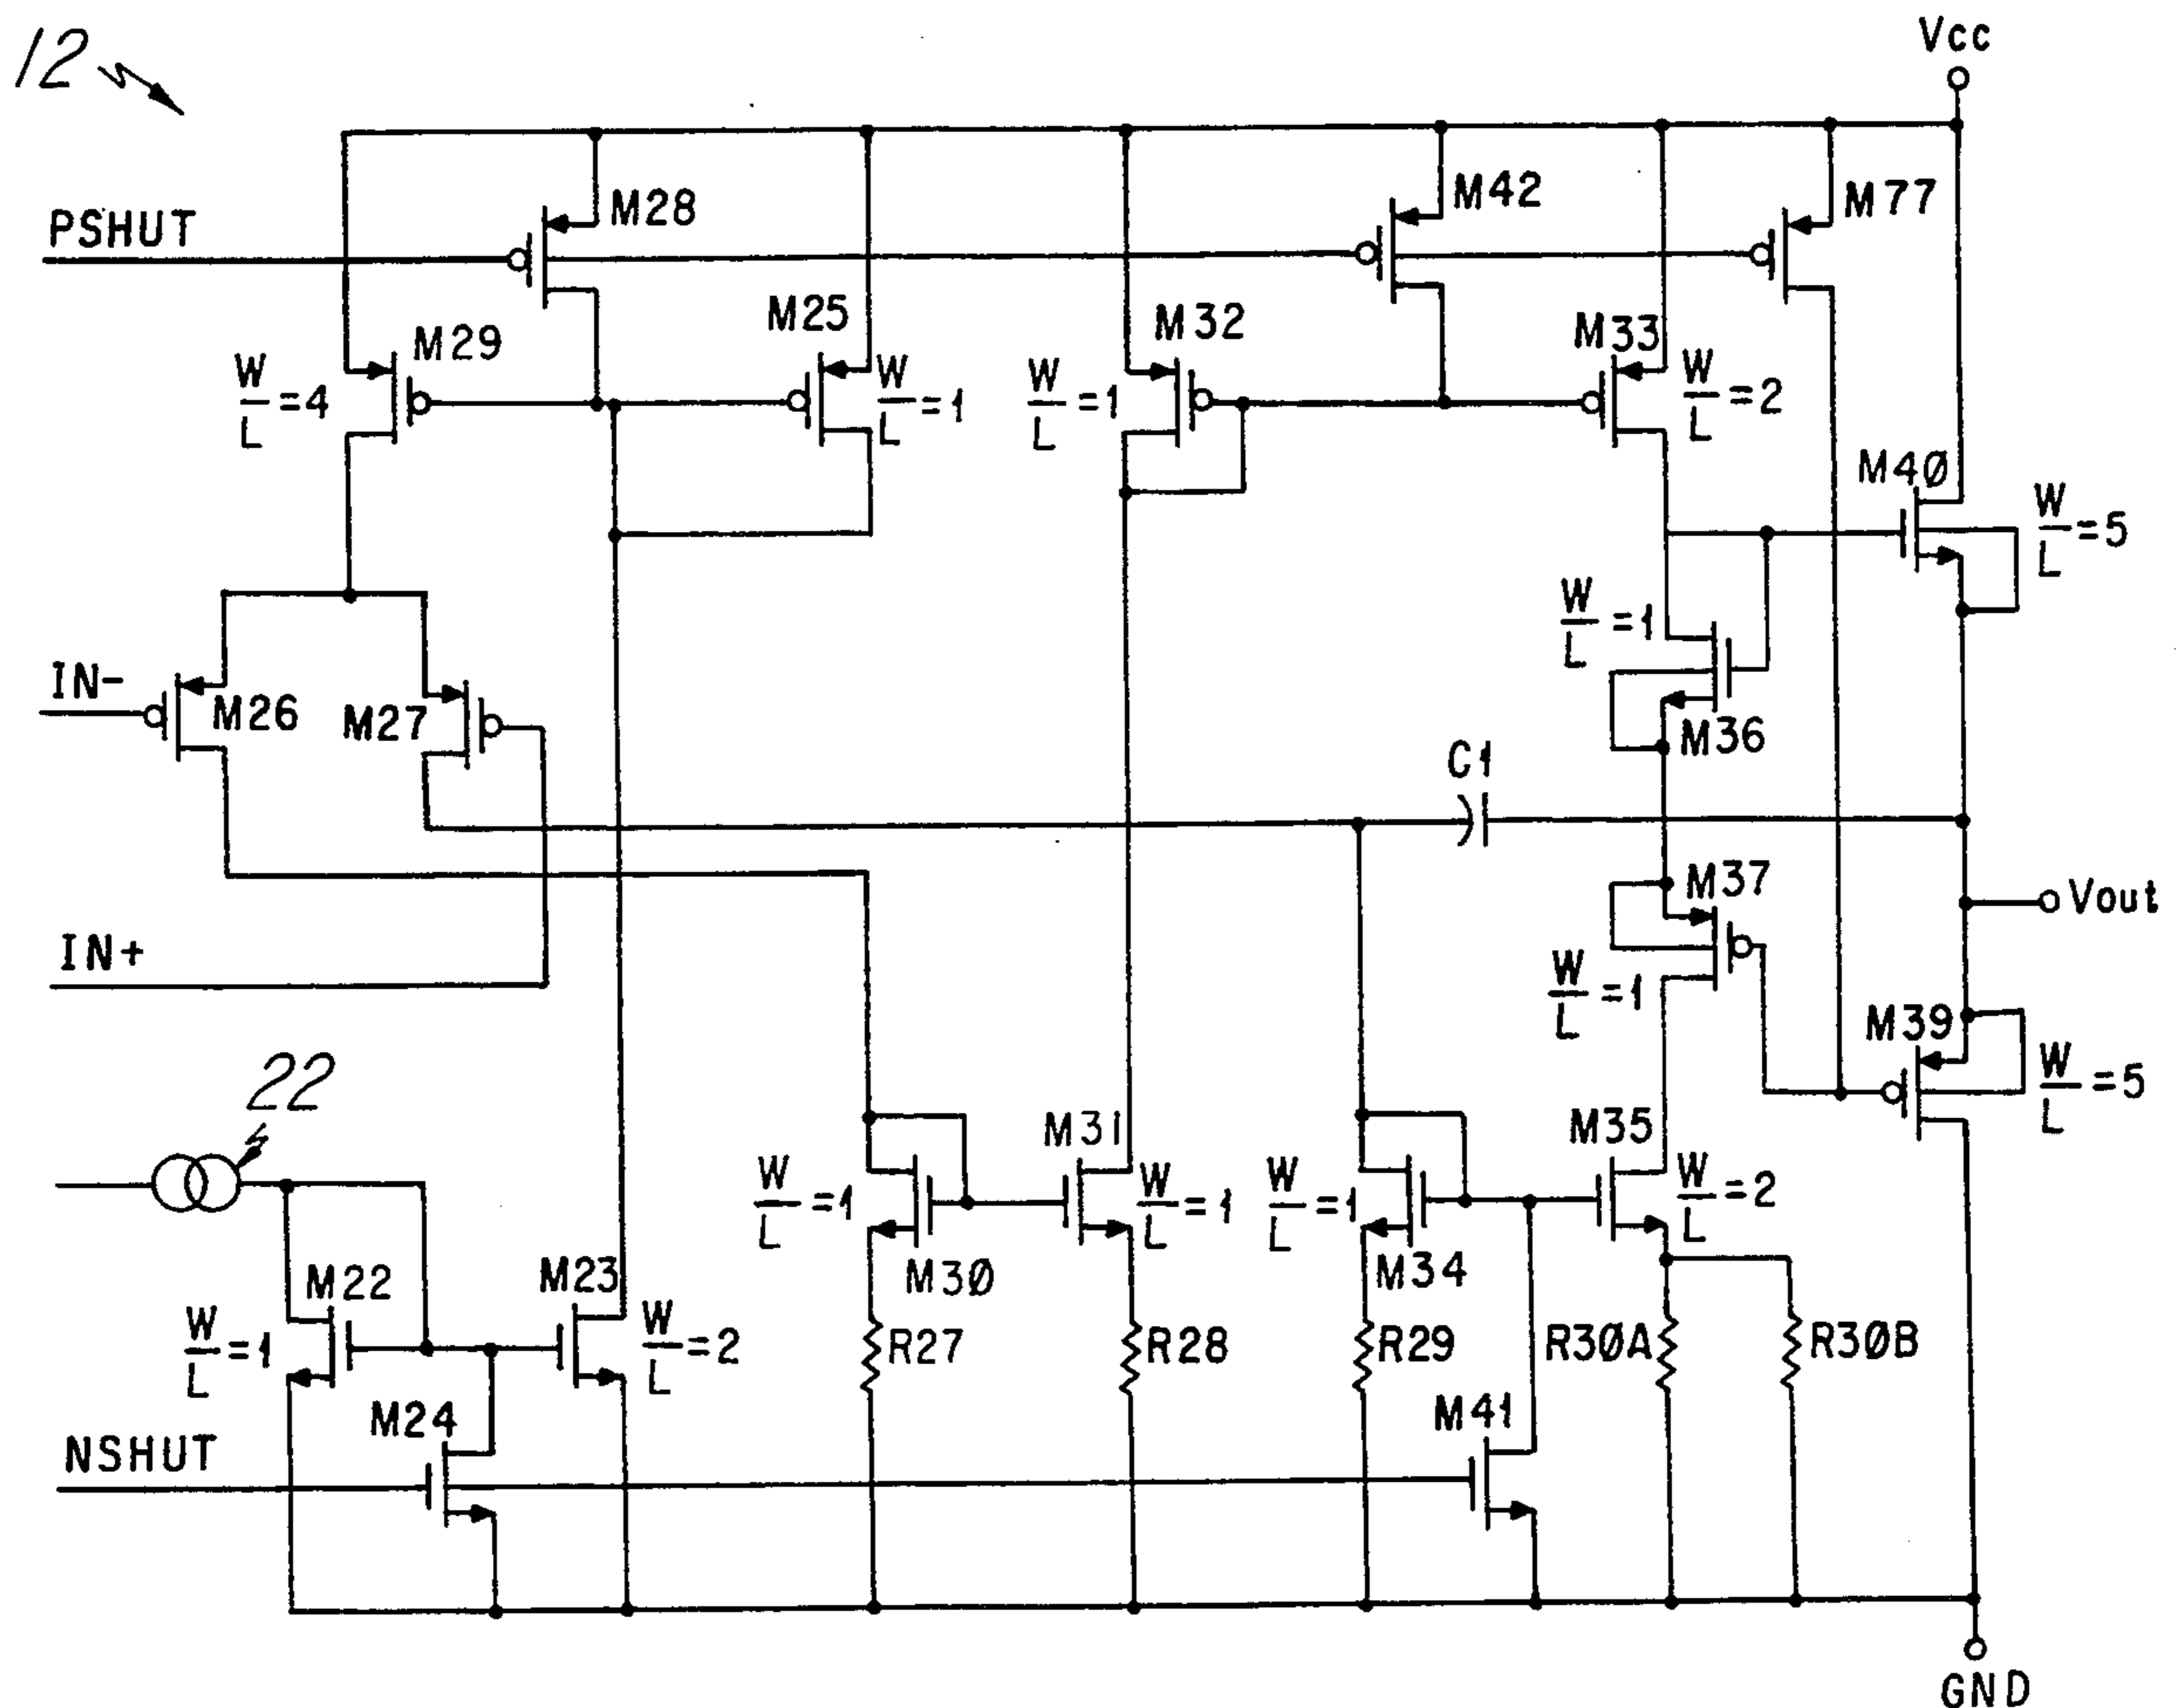 12
Vcc
PSHUT
M28
M42
M77
M29
W/L=4
M25
W/L=1
M32
W/L=1
M33
W/L=2
M40
W/L=5
W/L=1
M36
IN-
M26
M27
C1
M37
W/L=1
Vout
IN+
M39
W/L=5
22
M31
M35
W/L=1
W/L=1
W/L=1
W/L=2
M30
M34
M22
M23
W/L=1
W/L=2
R27
R28
R29
R30A
R30B
M24
M41
NSHUT
GND